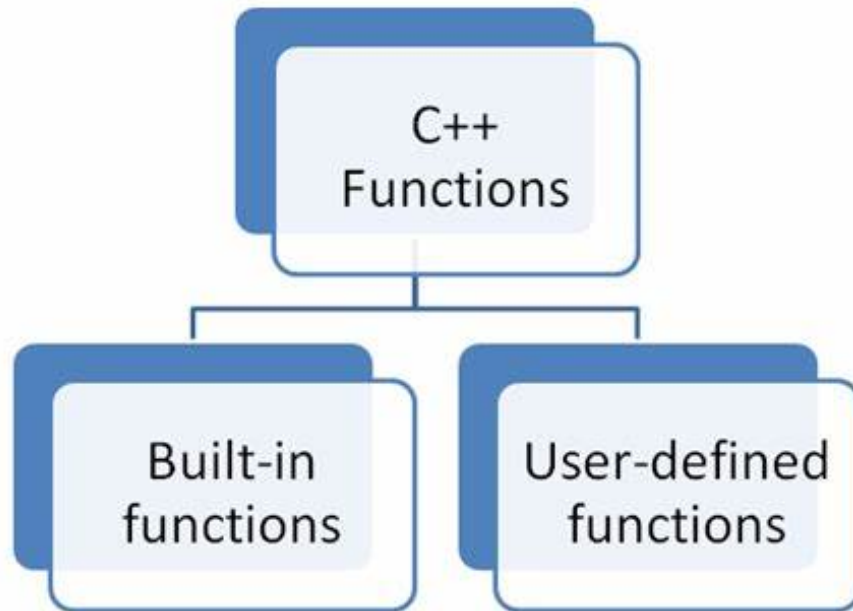 C++
Functions
Built-in
functions
User-defined
functions